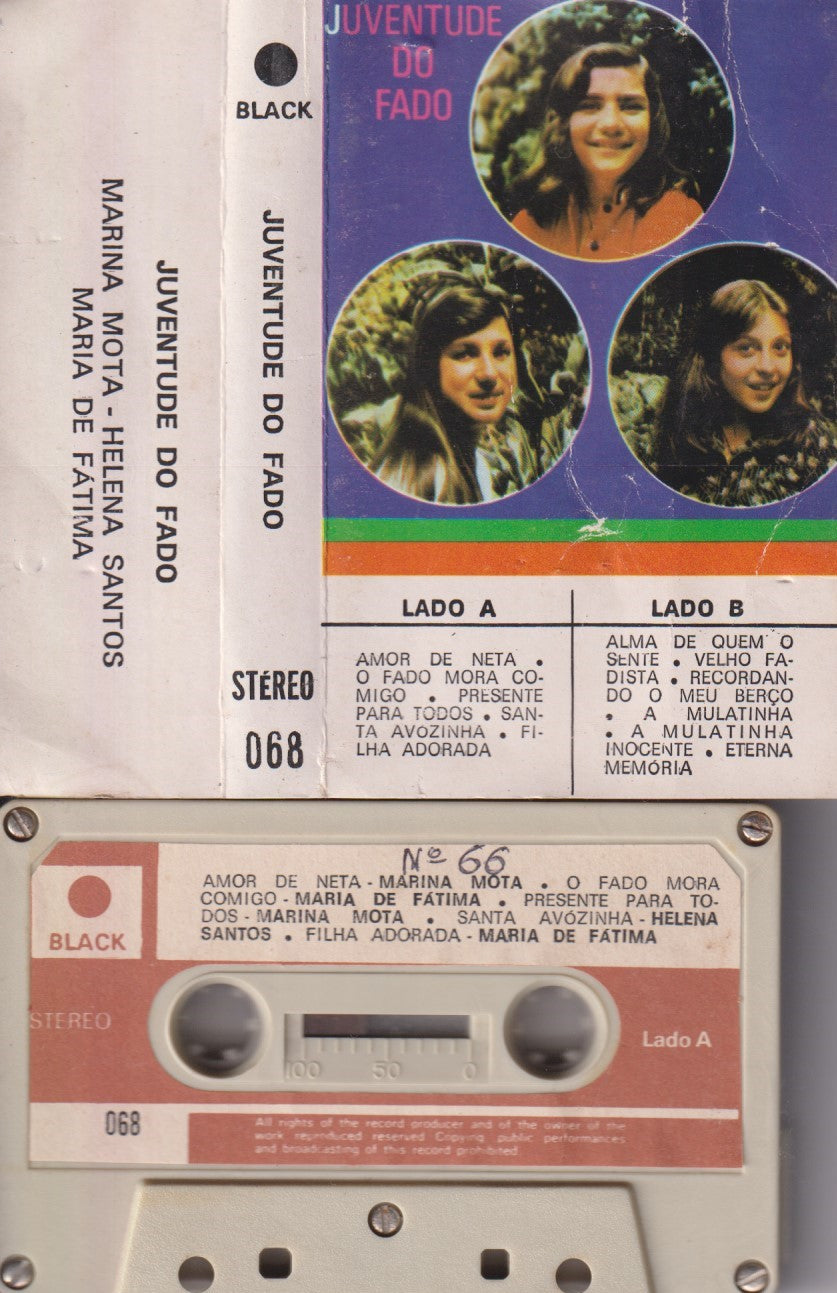 MARINA MOTA - HELENA SANTOS
MARIA DE FÁTIMA
JUVENTUDE DO FADO
BLACK
JUVENTUDE DO FADO
STÉREO
068
JUVENTUDE
DO
FADO
LADO A
AMOR DE NETA •
O FADO MORA CO-
MIGO • PRESENTE
PARA TODOS • SAN-
TA AVÓZINHA • FI-
LHA ADORADA
LADO B
ALMA DE QUEM O
SENTE • VELHO FA-
DISTA • RECORDAN-
DO O MEU BERÇO
• A MULATINHA
• A MULATINHA
INOCENTE • ETERNA
MEMÓRIA
Nº 66
AMOR DE NETA - MARINA MOTA • O FADO MORA
COMIGO - MARIA DE FÁTIMA • PRESENTE PARA TO-
DOS - MARINA MOTA • SANTA AVÓZINHA - HELENA
SANTOS • FILHA ADORADA - MARIA DE FÁTIMA
BLACK
STEREO
100 50 0
Lado A
068
All rights of the record producer and of the owner of the
work reproduced reserved Copying public performances
and broadcasting of this record prohibited.